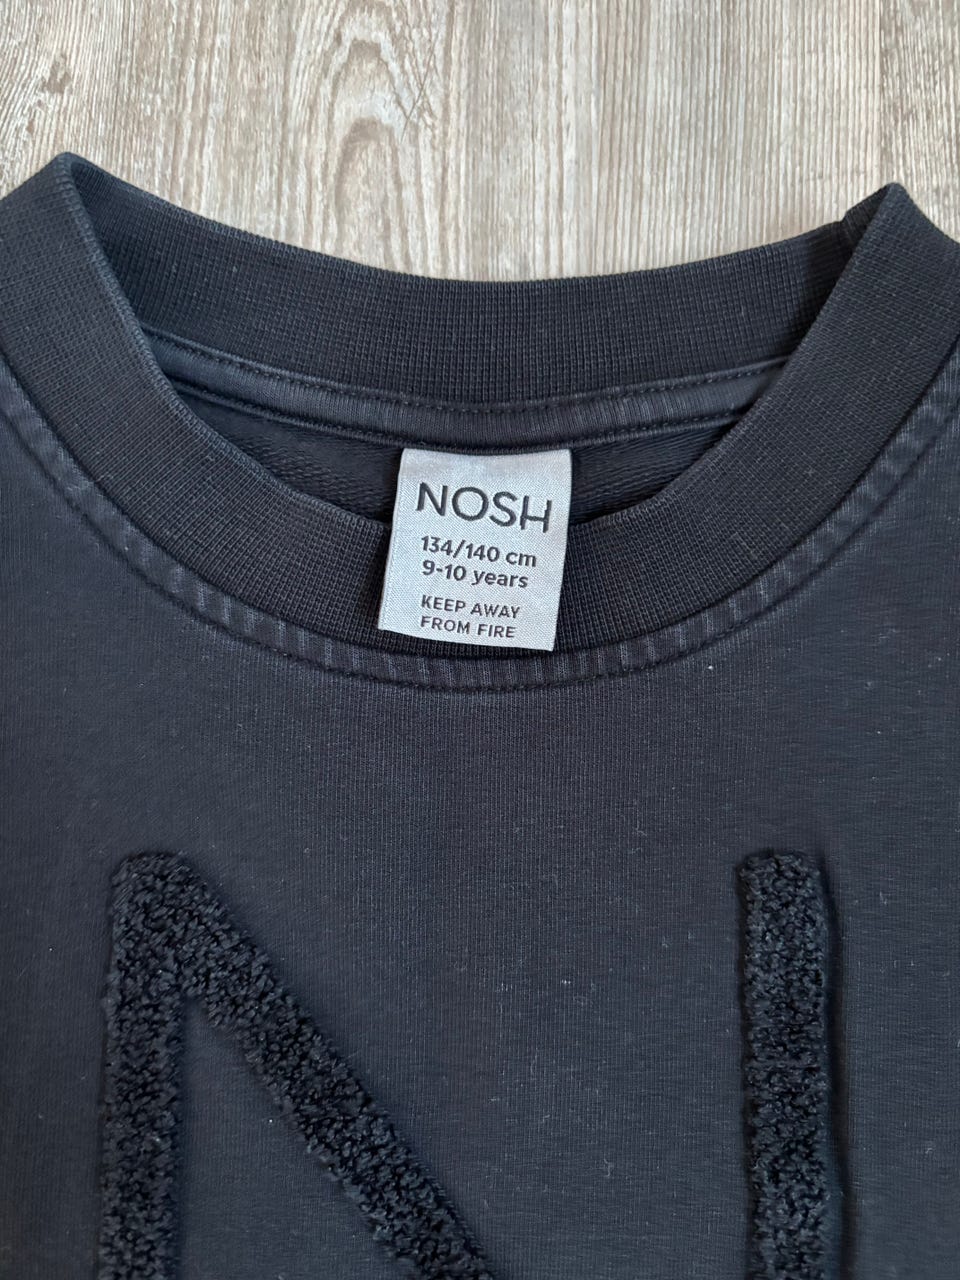 NOSH
134/140 cm
9-10 years
KEEP AWAY
FROM FIRE
N